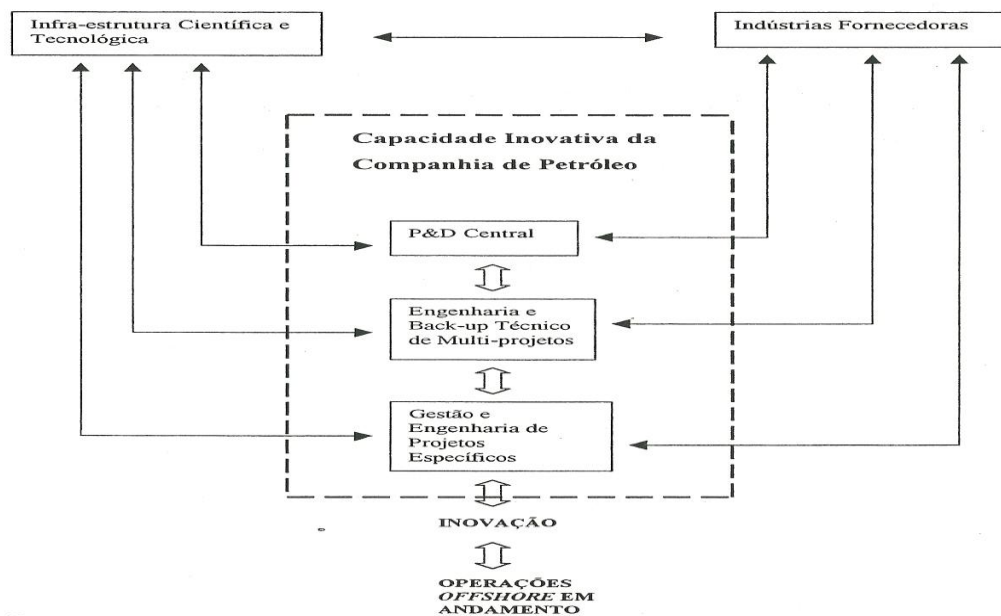 Infra-estrutura Científica e
Tecnológica
Indústrias Fornecedoras
Capacidade Inovativa da
Companhia de Petróleo
P&D Central
Engenharia e
Back-up Técnico
de Multi-projetos
Gestão e
Engenharia de
Projetos
Específicos
INOVAÇÃO
OPERAÇÕES
OFFSHORE EM
ANDAMENTO